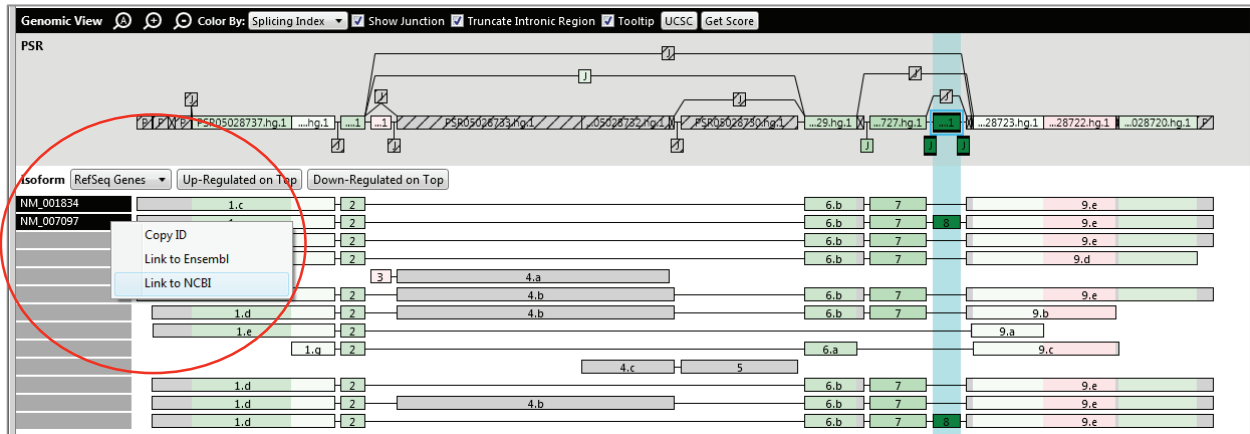 Genomic View A Color By: Splicing Index Show Junction Truncate Intronic Region Tooltip UCSC Get Score
PSR
J
J
J J
J J J J
P P P PSR05028737.hg.1 ...hg.1 ...1 ...1 PSR05028733.hg.1 ...05028732.hg.1 PSR05028730.hg.1 ...29.hg.1 ...727.hg.1 ...1 ...28723.hg.1 ...28722.hg.1 ...028720.hg.1 P
J J J J J J
Isoform RefSeq Genes Up-Regulated on Top Down-Regulated on Top
NM_001834 1.c 2 6.b 7 9.e
NM_007097 2 6.b 7 8 9.e
Copy ID 2 6.b 7 9.e
Link to Ensembl 2 6.b 7 9.d
Link to NCBI 3 4.a
2 4.b 6.b 7 9.e
1.d 2 4.b 6.b 7 9.b
1.e 2 9.a
1.g 2 6.a 9.c
4.c 5
1.d 2 6.b 7 9.e
1.d 2 4.b 6.b 7 9.e
1.d 2 6.b 7 8 9.e